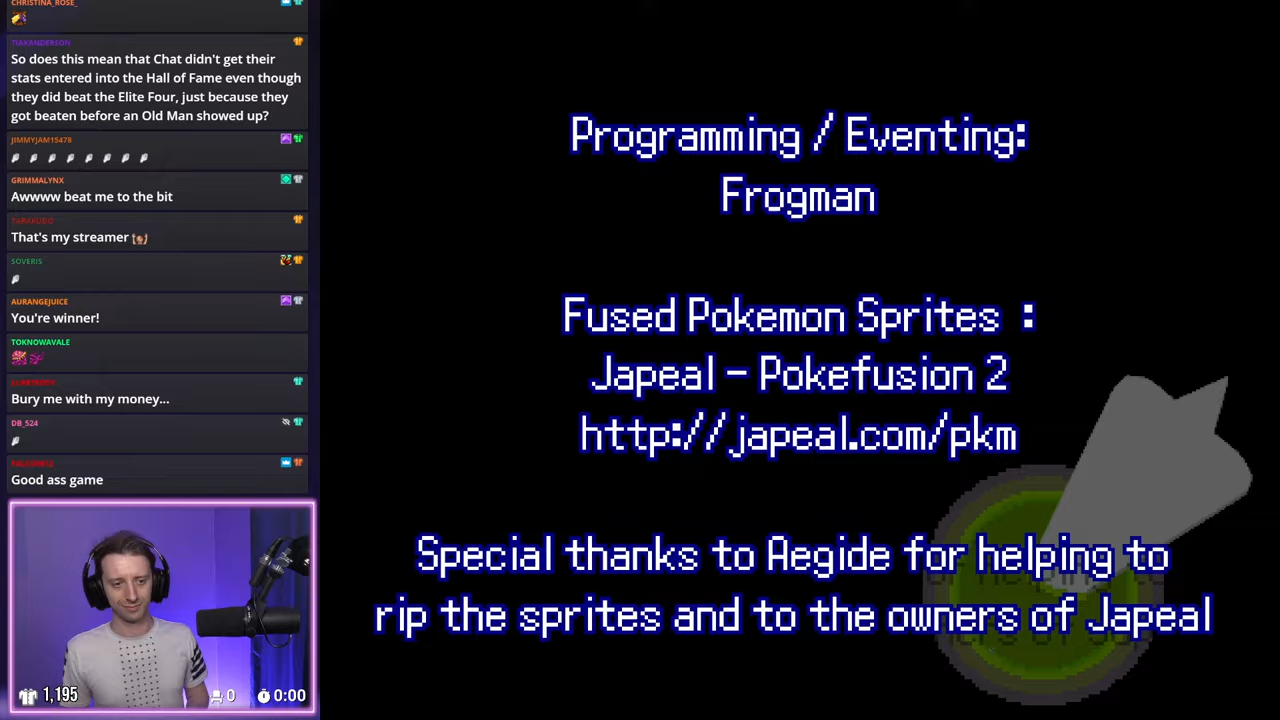 CHRISTINA_ROSE_
TIAKANDERSON
So does this mean that Chat didn't get their
stats entered into the Hall of Fame even though
they did beat the Elite Four, just because they
got beaten before an Old Man showed up?
JIMMYJAM15478
GRIMMALYNX
Awwww beat me to the bit
That's my streamer
SOVERIS
AURANGEJUICE
You're winner!
TOKNOWAVALE
Bury me with my money...
DB_524
Good ass game
1,195
0
0:00
Programming / Eventing:
Frogman
Fused Pokemon Sprites :
Japeal - Pokefusion 2
http://japeal.com/pkm
Special thanks to Aegide for helping to
rip the sprites and to the owners of Japeal